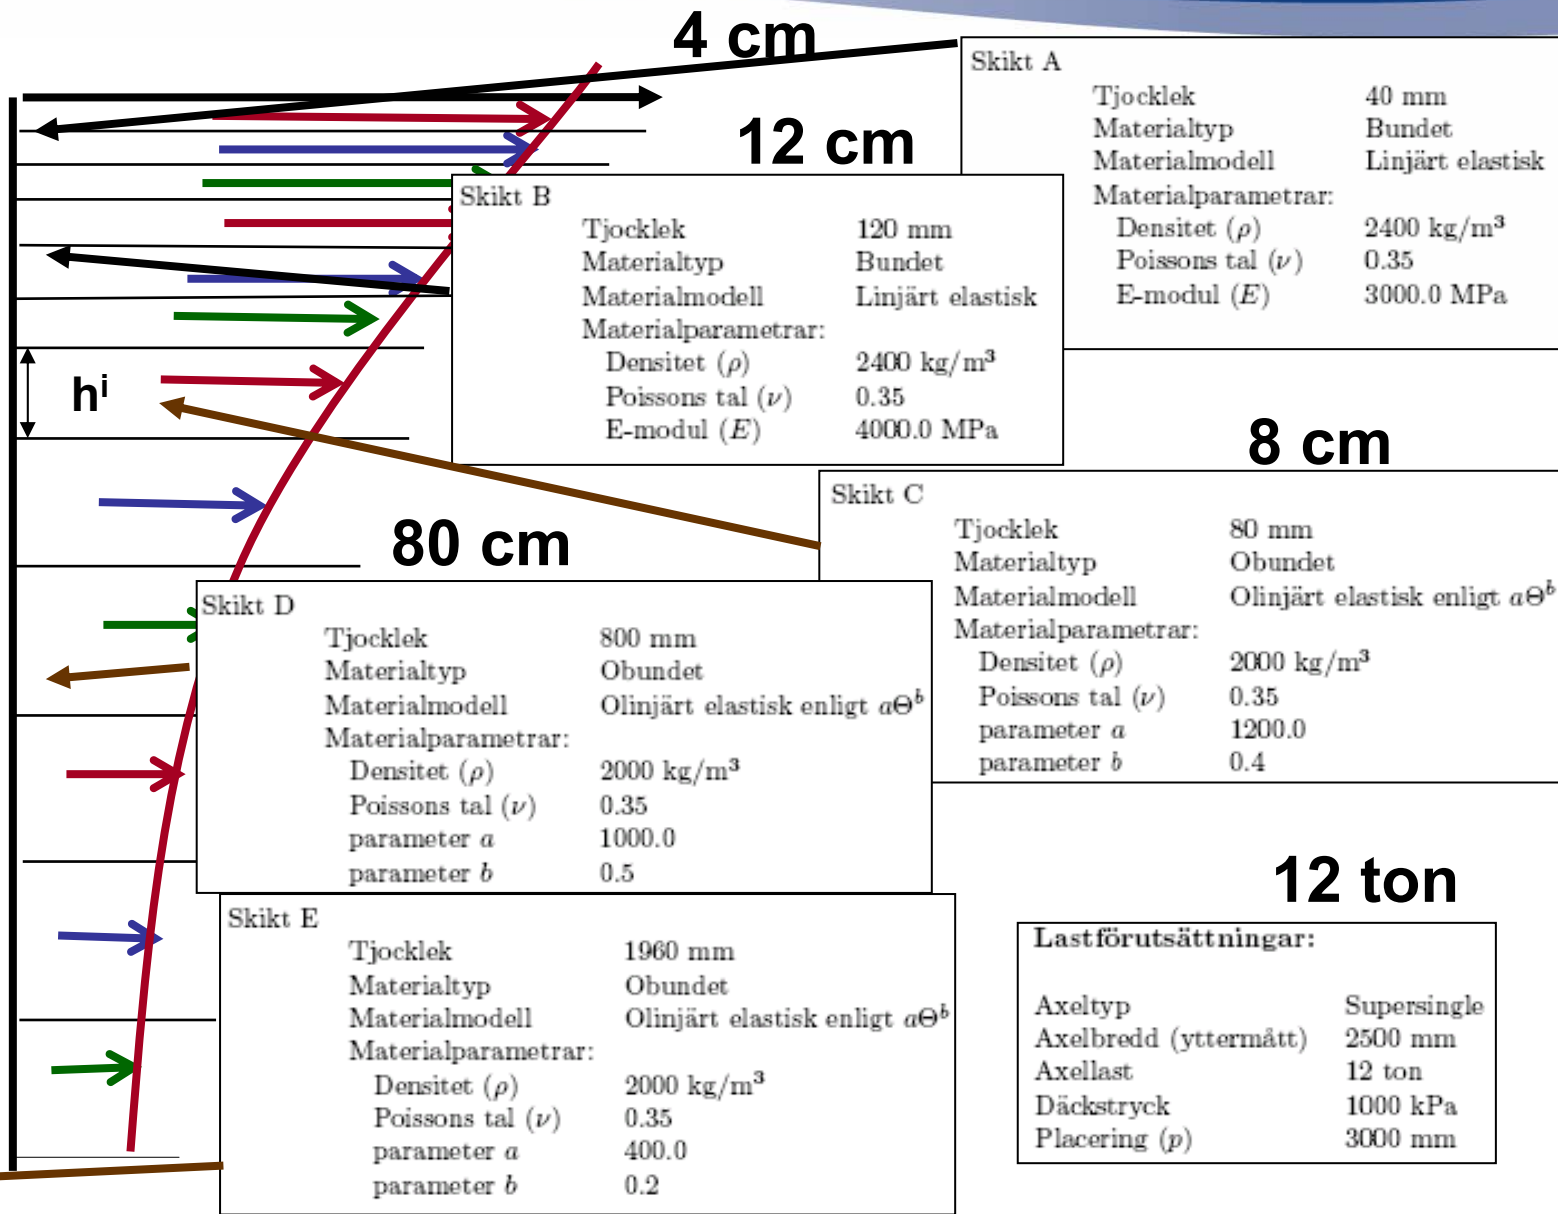 4 cm
Skikt A
Tjocklek 40 mm
Materialtyp Bundet
Materialmodell Linjärt elastisk
Materialparametrar:
Densitet (ρ) 2400 kg/m³
Poissons tal (ν) 0.35
E-modul (E) 3000.0 MPa
12 cm
Skikt B
Tjocklek 120 mm
Materialtyp Bundet
Materialmodell Linjärt elastisk
Materialparametrar:
Densitet (ρ) 2400 kg/m³
Poissons tal (ν) 0.35
E-modul (E) 4000.0 MPa
hⁱ
8 cm
Skikt C
Tjocklek 80 mm
Materialtyp Obundet
Materialmodell Olinjärt elastisk enligt aΘᵇ
Materialparametrar:
Densitet (ρ) 2000 kg/m³
Poissons tal (ν) 0.35
parameter a 1200.0
parameter b 0.4
80 cm
Skikt D
Tjocklek 800 mm
Materialtyp Obundet
Materialmodell Olinjärt elastisk enligt aΘᵇ
Materialparametrar:
Densitet (ρ) 2000 kg/m³
Poissons tal (ν) 0.35
parameter a 1000.0
parameter b 0.5
Skikt E
Tjocklek 1960 mm
Materialtyp Obundet
Materialmodell Olinjärt elastisk enligt aΘᵇ
Materialparametrar:
Densitet (ρ) 2000 kg/m³
Poissons tal (ν) 0.35
parameter a 400.0
parameter b 0.2
12 ton
Lastförutsättningar:
Axeltyp Supersingle
Axelbredd (yttermått) 2500 mm
Axellast 12 ton
Däckstryck 1000 kPa
Placering (p) 3000 mm